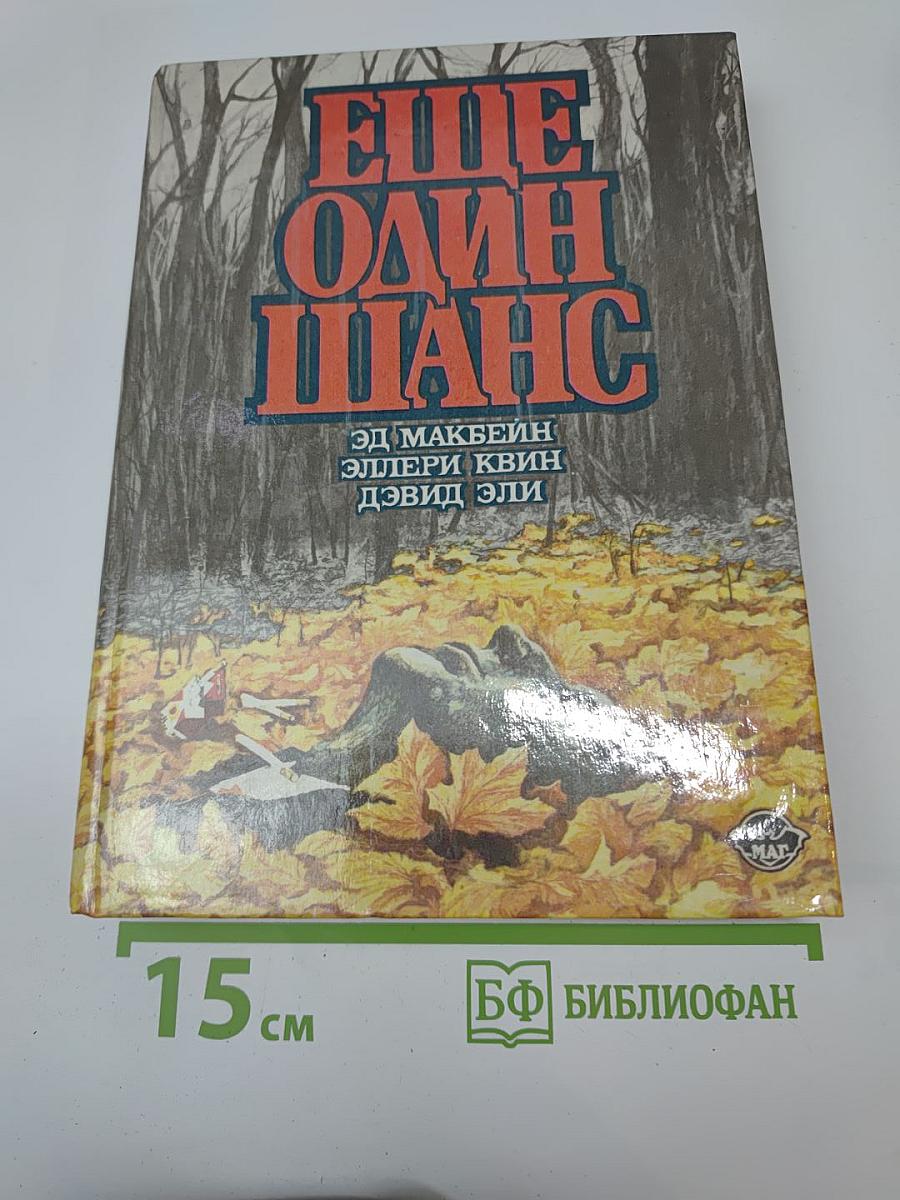 ЕЩЕ
ОДИН
ШАНС
ЭД МАКБЕЙН
ЭЛЛЕРИ КВИН
ДЭВИД ЭЛИ
МАГ
15 см
БФ БИБЛИОФАН